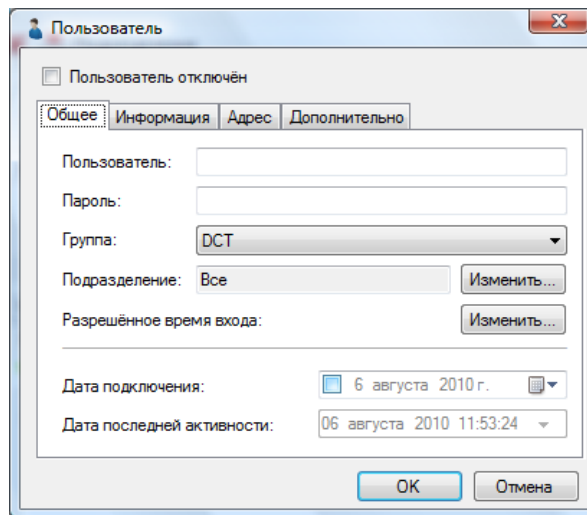 Пользователь
Пользователь отключён
Общее Информация Адрес Дополнительно
Пользователь:
Пароль:
Группа: DCT
Подразделение: Все Изменить...
Разрешённое время входа: Изменить...
Дата подключения: 6 августа 2010 г.
Дата последней активности: 06 августа 2010 11:53:24
OK Отмена